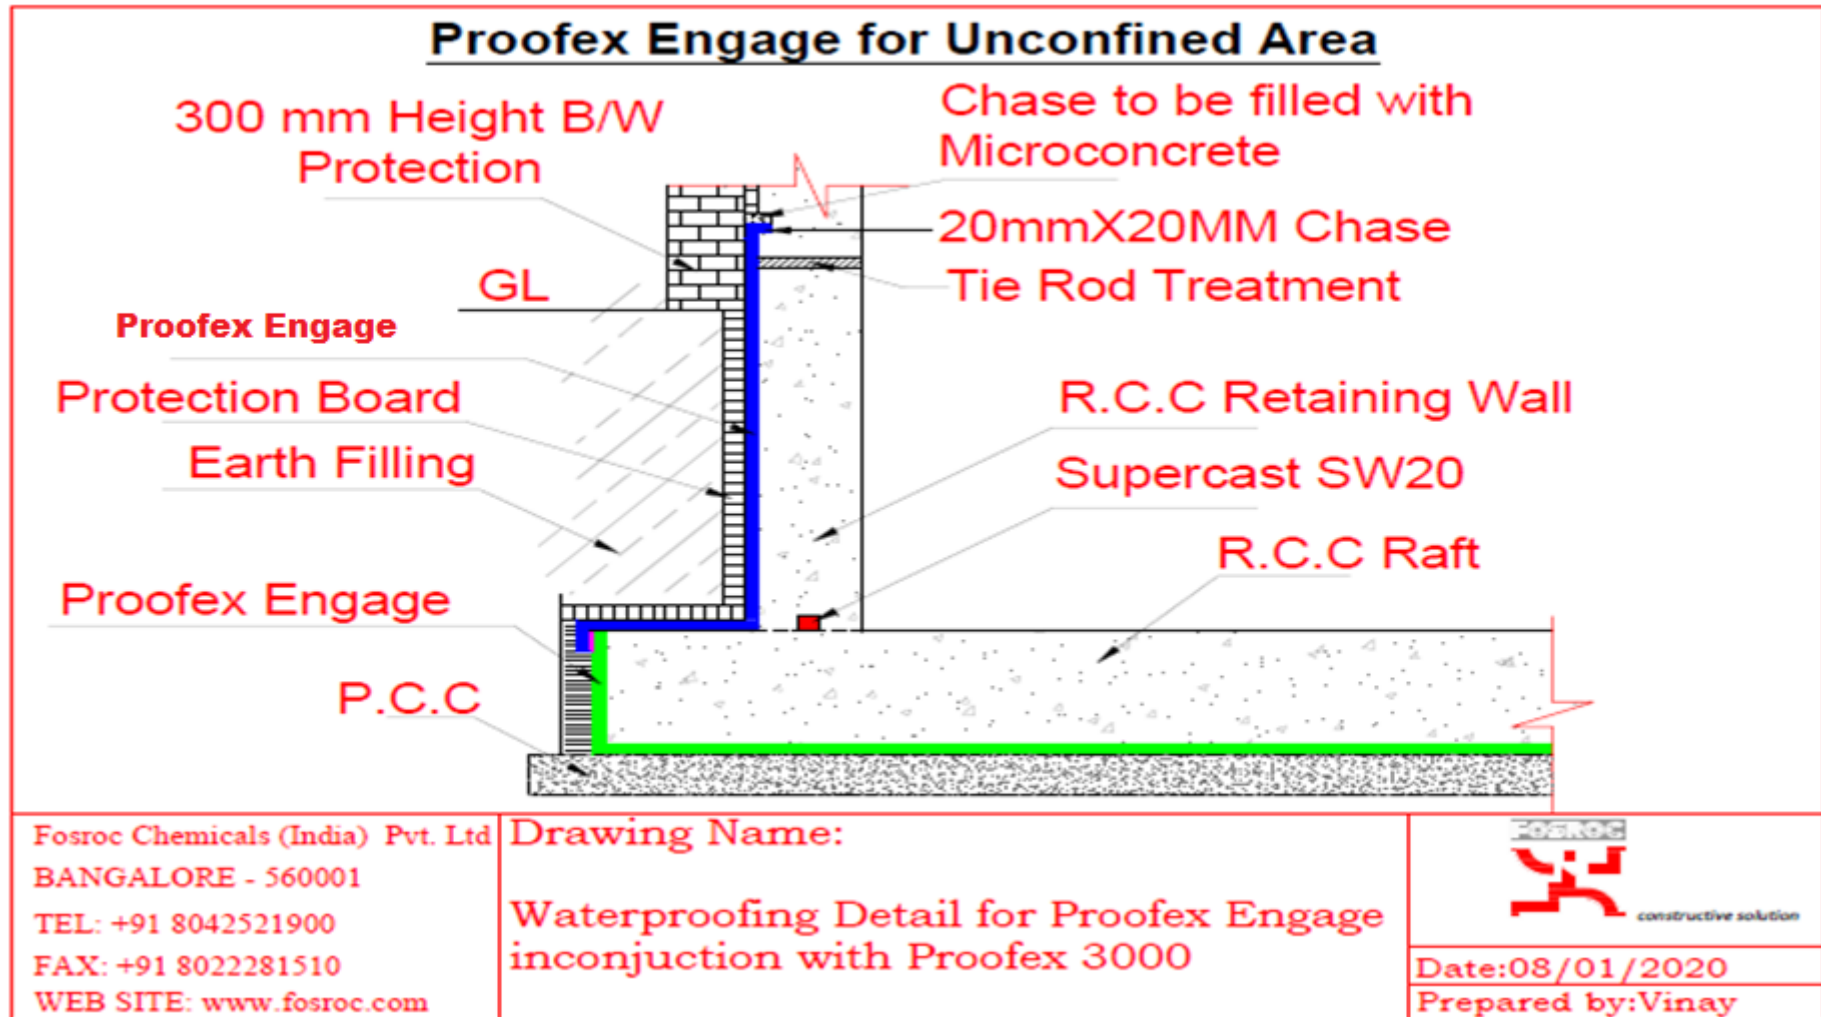 Proofex Engage for Unconfined Area
300 mm Height B/W
Protection
Chase to be filled with
Microconcrete
20mmX20MM Chase
Tie Rod Treatment
GL
Proofex Engage
Protection Board
Earth Filling
R.C.C Retaining Wall
Supercast SW20
R.C.C Raft
Proofex Engage
P.C.C
Fosroc Chemicals (India) Pvt. Ltd
BANGALORE - 560001
TEL: +91 8042521900
FAX: +91 8022281510
WEB SITE: www.fosroc.com
Drawing Name:
Waterproofing Detail for Proofex Engage
inconjuction with Proofex 3000
FOSROC
constructive solution
Date:08/01/2020
Prepared by:Vinay